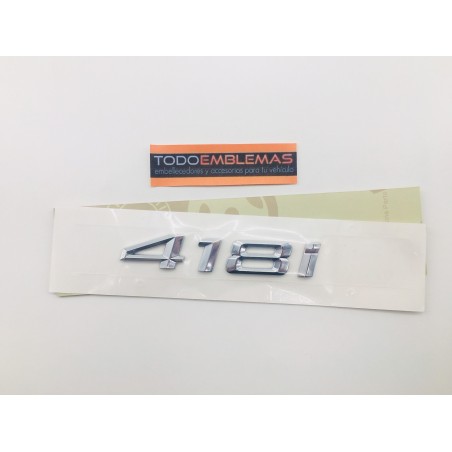 TODOEMBLEMAS
embellecedores y accesorios para tu vehículo
418i